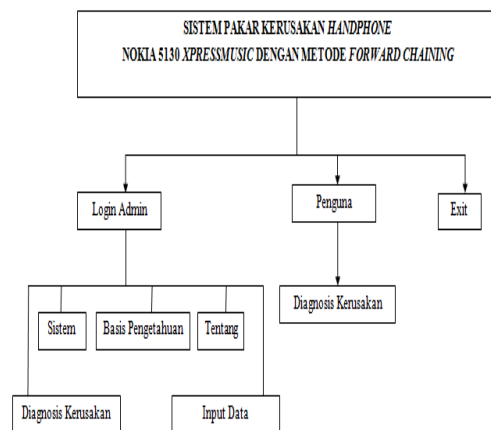 SISTEM PAKAR KERUSAKAN HANDPHONE
NOKIA 5130 XPRESSMUSIC DENGAN METODE FORWARD CHAINING
Login Admin
Penguna
Exit
Diagnosis Kerusakan
Sistem
Basis Pengetahuan
Tentang
Diagnosis Kerusakan
Input Data